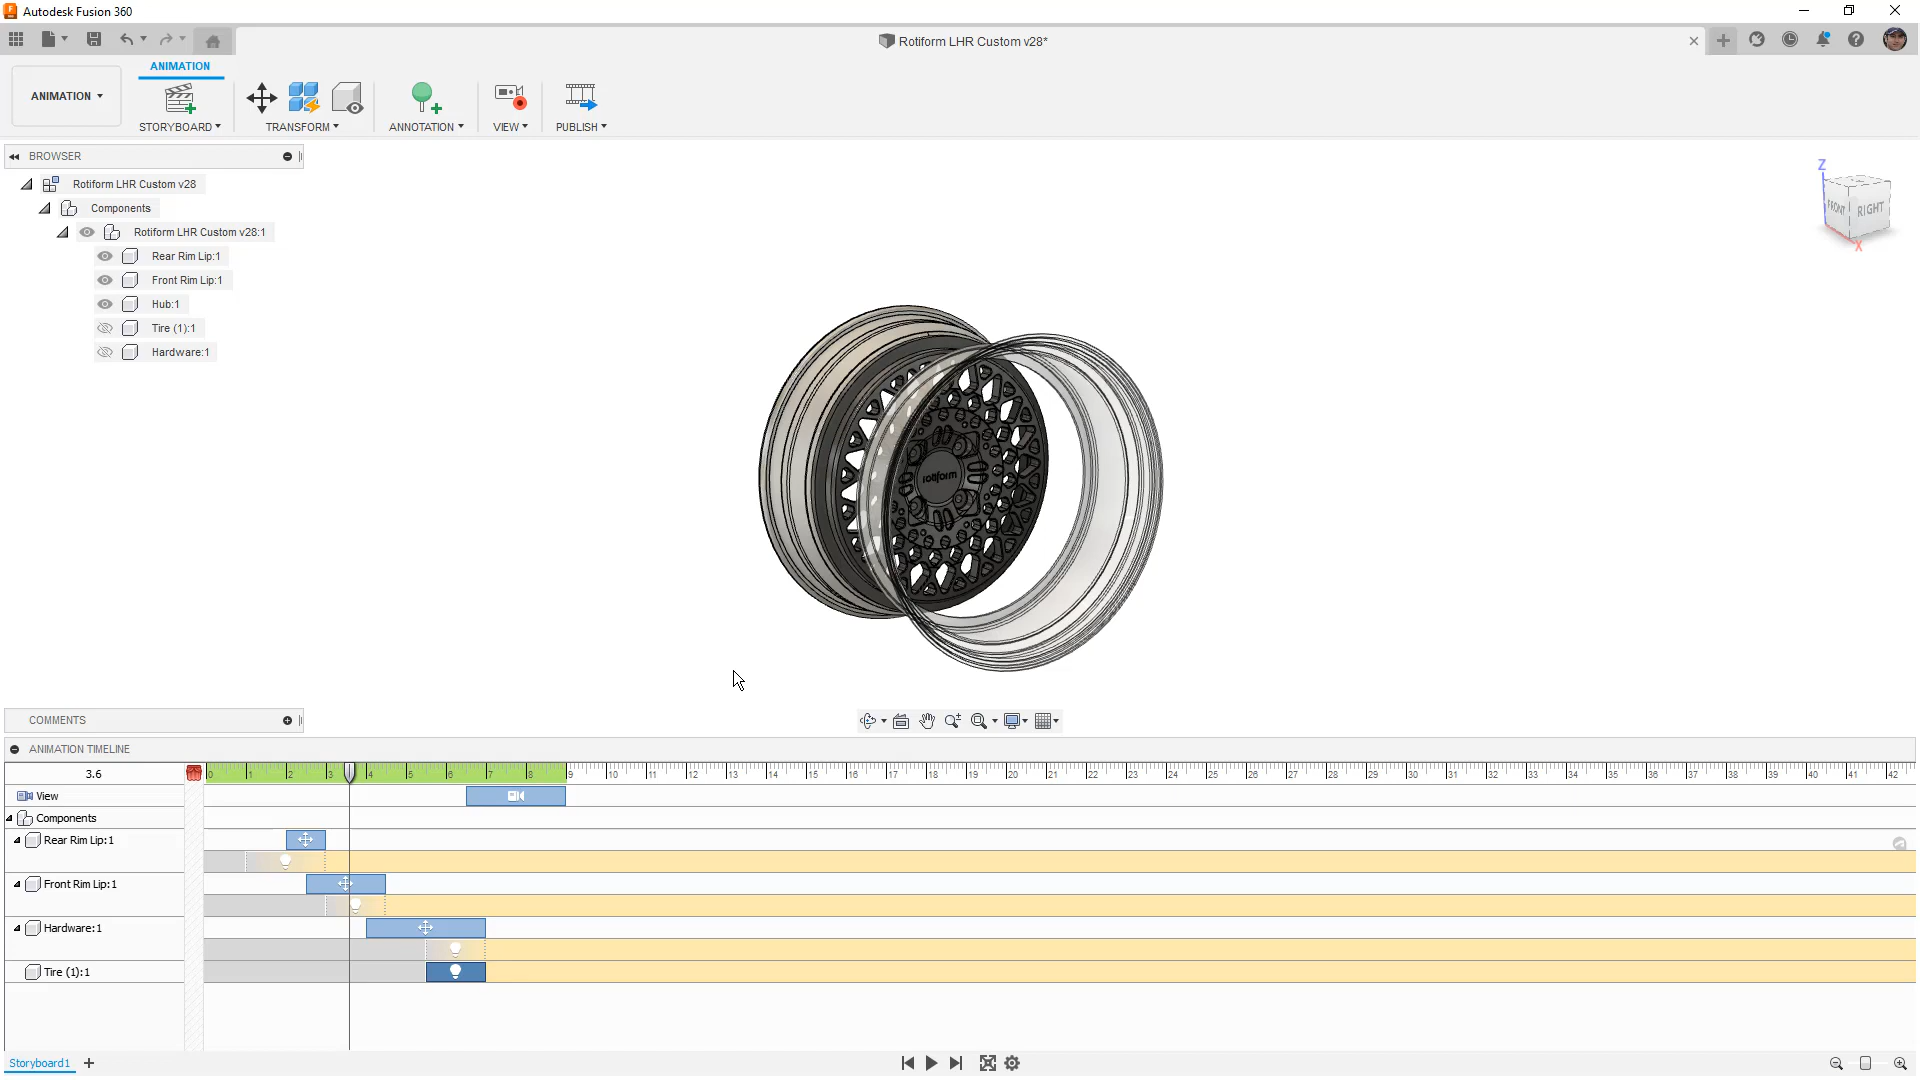 Autodesk Fusion 360
Rotiform LHR Custom v28*
ANIMATION
ANIMATION
STORYBOARD
TRANSFORM
ANNOTATION
VIEW
PUBLISH
BROWSER
Rotiform LHR Custom v28
Components
Rotiform LHR Custom v28:1
Rear Rim Lip:1
Front Rim Lip:1
Hub:1
Tire (1):1
Hardware:1
Z
FRONT
RIGHT
X
rotiform
COMMENTS
ANIMATION TIMELINE
3.6
0 1 2 3 4 5 6 7 8 9 10 11 12 13 14 15 16 17 18 19 20 21 22 23 24 25 26 27 28 29 30 31 32 33 34 35 36 37 38 39 40 41 42
View
Components
Rear Rim Lip:1
Front Rim Lip:1
Hardware:1
Tire (1):1
Storyboard1